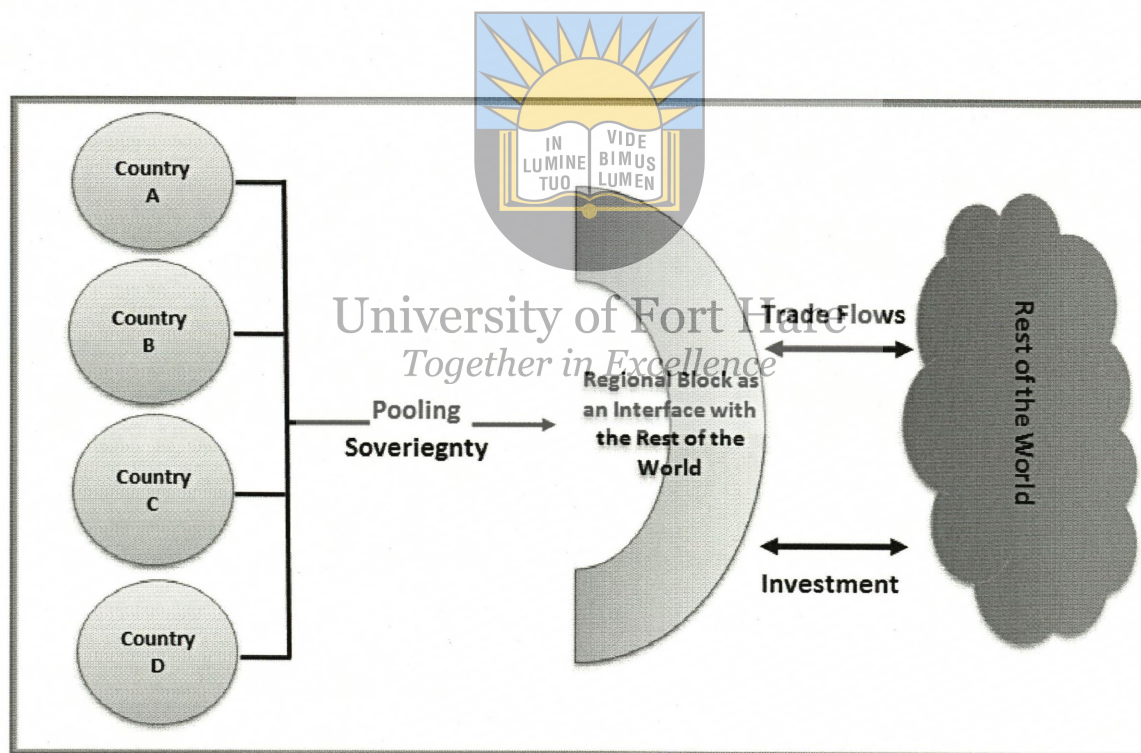 IN
LUMINE
TUO
VIDE
BIMUS
LUMEN
Country
A
Country
B
Country
C
Country
D
University of Fort Hare
Together in Excellence
Pooling
Soveriegnty
Regional Block as
an Interface with
the Rest of the
World
Trade Flows
Investment
Rest of the World